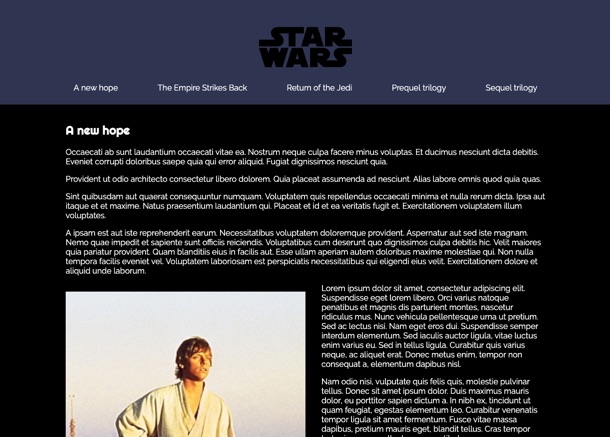 STAR
WARS
A new hope The Empire Strikes Back Return of the Jedi Prequel trilogy Sequel trilogy
A new hope
Occaecati ab sunt laudantium occaecati vitae ea. Nostrum neque culpa facere minus voluptas. Et ducimus nesciunt dicta debitis.
Eveniet corrupti doloribus saepe quia qui error aliquid. Fugiat dignissimos nesciunt quia.
Provident ut odio architecto consectetur libero dolorem. Quia placeat assumenda ad nesciunt. Alias labore omnis quod quia quas.
Sint quibusdam aut quaerat consequuntur numquam. Voluptatem quis repellendus occaecati minima et nulla rerum dicta. Ipsa aut
itaque et et maxime. Natus praesentium laudantium qui. Placeat et id et ea veritatis fugit et. Exercitationem voluptatem illum
voluptates.
A ipsam est aut iste reprehenderit earum. Necessitatibus voluptatem doloremque provident. Aspernatur aut sed iste magnam.
Nemo quae impedit et sapiente sunt officiis reiciendis. Voluptatibus cum deserunt quo dignissimos culpa debitis hic. Velit maiores
quia pariatur provident. Quam blanditiis eius in facilis aut. Esse ullam aperiam autem doloribus maxime molestiae qui. Non nulla
tempora facilis eveniet vel. Voluptatem laboriosam est perspiciatis necessitatibus qui eligendi eius velit. Exercitationem dolore et
aliquid unde laborum.
Lorem ipsum dolor sit amet, consectetur adipiscing elit.
Suspendisse eget lorem libero. Orci varius natoque
penatibus et magnis dis parturient montes, nascetur
ridiculus mus. Nunc vehicula pellentesque urna ut pretium.
Sed ac lectus nisi. Nam eget eros dui. Suspendisse semper
interdum elementum. Sed iaculis auctor ligula, vitae luctus
enim varius eu. Sed in tellus ligula. Curabitur quis varius
neque, ac aliquet erat. Donec metus enim, tempor non
consequat a, elementum dapibus nisl.
Nam odio nisi, vulputate quis felis quis, molestie pulvinar
tellus. Donec sit amet ipsum dolor. Duis maximus mauris
dolor, eu porttitor sapien dictum a. In nibh ex, tincidunt ut
quam feugiat, egestas elementum leo. Curabitur venenatis
tempor ligula sit amet fermentum. Fusce vitae massa
dapibus, pretium mauris eget, blandit tellus. Cras tempor